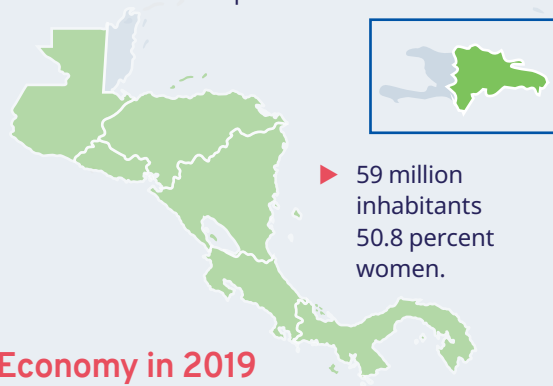 59 million
inhabitants
50.8 percent
women.
Economy in 2019